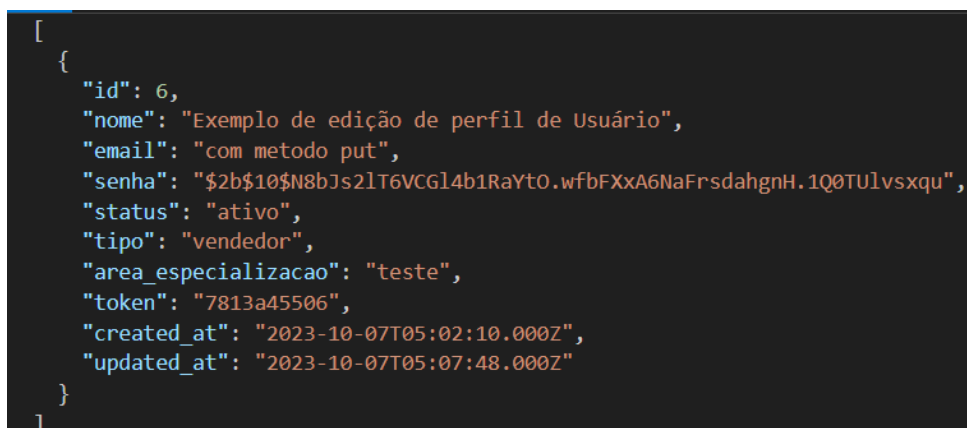 [
{
"id": 6,
"nome": "Exemplo de edição de perfil de Usuário",
"email": "com metodo put",
"senha": "$2b$10$N8bJs2lT6VCGl4b1RaYtO.wfbFXxA6NaFrsdahgnH.1Q0TUlvsxqu",
"status": "ativo",
"tipo": "vendedor",
"area_especializacao": "teste",
"token": "7813a45506",
"created_at": "2023-10-07T05:02:10.000Z",
"updated_at": "2023-10-07T05:07:48.000Z"
}
]